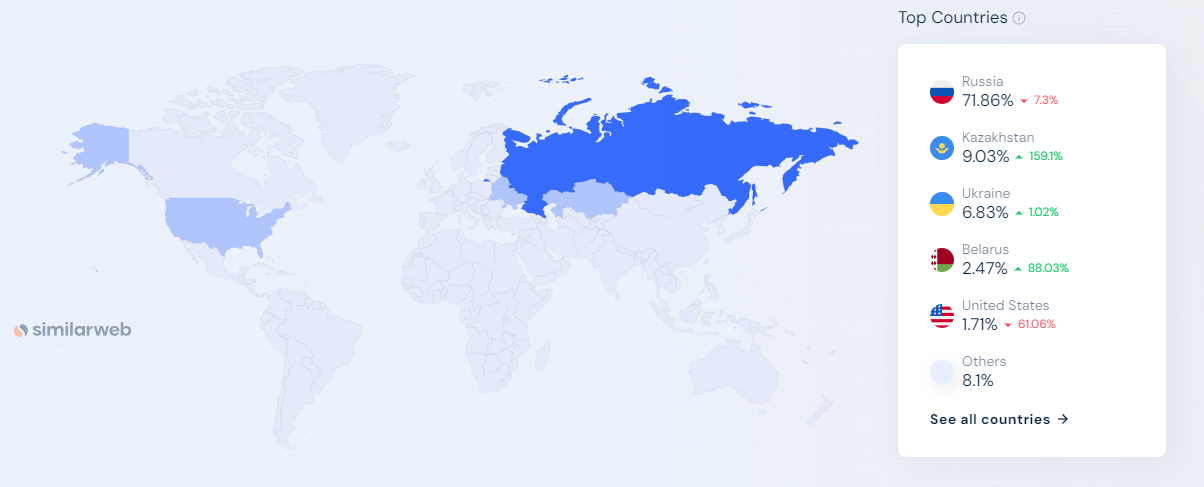 Top Countries
Russia
71.86% 7.3%
Kazakhstan
9.03% 159.1%
Ukraine
6.83% 1.02%
Belarus
2.47% 88.03%
United States
1.71% 61.06%
Others
8.1%
See all countries →
similarweb